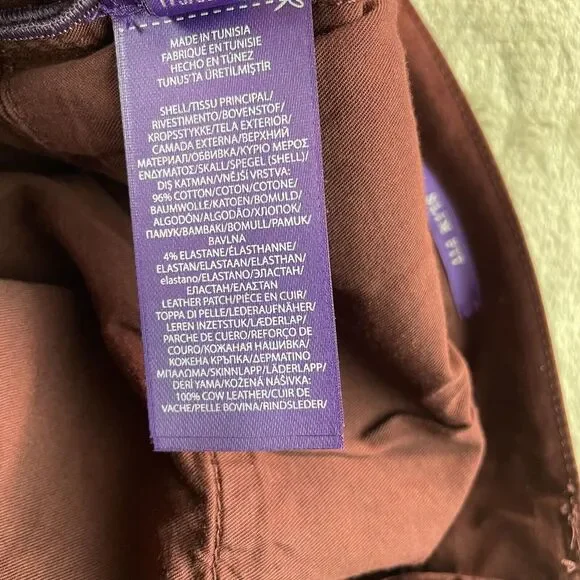 MADE IN TUNISIA
FABRIQUÉ EN TUNISIE
HECHO EN TÚNEZ
TUNUS'TA ÜRETİLMİŞTİR
SHELL/TISSU PRINCIPAL/
RIVESTIMENTO/BOVENSTOF/
KROPSSTYKKE/TELA EXTERIOR/
CAMADA EXTERNA/ВЕРХНИЙ
МАТЕРИАЛ/ОБВИВКА/ΚΥΡΙΟ ΜΕΡΟΣ
ΕΝΔΥΜΑΤΟΣ/SKALL/SPEGEL (SHELL)/
DIŞ KATMAN/VNĚJŠÍ VRSTVA:
96% COTTON/COTON/COTONE/
BAUMWOLLE/KATOEN/BOMULD/
ALGODÓN/ALGODÃO/ХЛОПОК/
ПАМУК/ΒΑΜΒΑΚΙ/BOMULL/PAMUK/
BAVLNA
4% ELASTANE/ÉLASTHANNE/
ELASTAN/ELASTAAN/ELASTHAN/
elastano/ELASTANO/ЭЛАСТАН/
ЕЛАСТАН/ΕΛΑΣΤΑΝ
LEATHER PATCH/PIÈCE EN CUIR/
TOPPA DI PELLE/LEDERAUFNÄHER/
LEREN INZETSTUK/LÆDERLAP/
PARCHE DE CUERO/REFORÇO DE
COURO/КОЖАНАЯ НАШИВКА/
КОЖЕНА КРЪПКА/ΔΕΡΜΑΤΙΝΟ
ΜΠΑΛΩΜΑ/SKINNLAPP/LÄDERLAPP/
DERİ YAMA/KOŽENÁ NÁŠIVKA:
100% COW LEATHER/CUIR DE
VACHE/PELLE BOVINA/RINDSLEDER/